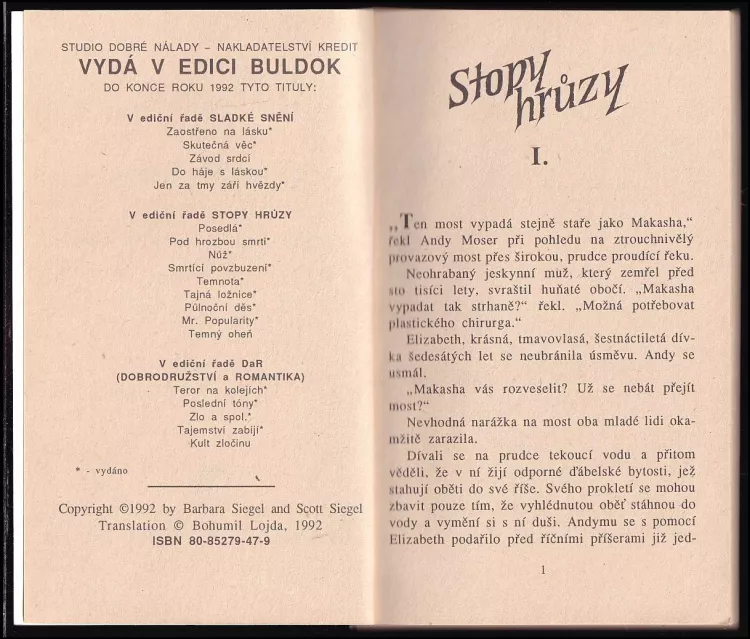 STUDIO DOBRÉ NÁLADY – NAKLADATELSTVÍ KREDIT
VYDÁ V EDICI BULDOK
DO KONCE ROKU 1992 TYTO TITULY:
V ediční řadě SLADKÉ SNĚNÍ
Zaostřeno na lásku*
Skutečná věc*
Závod srdcí
Do háje s láskou*
Jen za tmy září hvězdy*
V ediční řadě STOPY HRŮZY
Posedlá*
Pod hrozbou smrti*
Nůž*
Smrtící povzbuzení*
Temnota*
Tajná ložnice*
Půlnoční děs*
Mr. Popularity*
Temný oheň
V ediční řadě DaR
(DOBRODRUŽSTVÍ a ROMANTIKA)
Teror na kolejích*
Poslední tóny*
Zlo a spol.*
Tajemství zabíjí*
Kult zločinu
* - vydáno
Copyright ©1992 by Barbara Siegel and Scott Siegel
Translation © Bohumil Lojda, 1992
ISBN 80-85279-47-9
Stopy
hrůzy
I.
„Ten most vypadá stejně staře jako Makasha,“
řekl Andy Moser při pohledu na ztrouchnivělý
provazový most přes širokou, prudce proudící řeku.
Neohrabaný jeskynní muž, který zemřel před
sto tisíci lety, svraštil huňaté obočí. „Makasha
vypadat tak strhaně?“ řekl. „Možná potřebovat
plastického chirurga.“
Elizabeth, krásná, tmavovlasá, šestnáctiletá dív-
ka šedesátých let se neubránila úsměvu. Andy se
usmál.
„Makasha vás rozveselit? Už se nebát přejít
most?“
Nevhodná narážka na most oba mladé lidi oka-
mžitě zarazila.
Dívali se na prudce tekoucí vodu a přitom
věděli, že v ní žijí odporné ďábelské bytosti, jež
stahují oběti do své říše. Svého prokletí se mohou
zbavit pouze tím, že vyhlédnutou oběť stáhnou do
vody a vymění si s ní duši. Andymu se s pomocí
Elizabeth podařilo před říčními příšerami již jed-
1